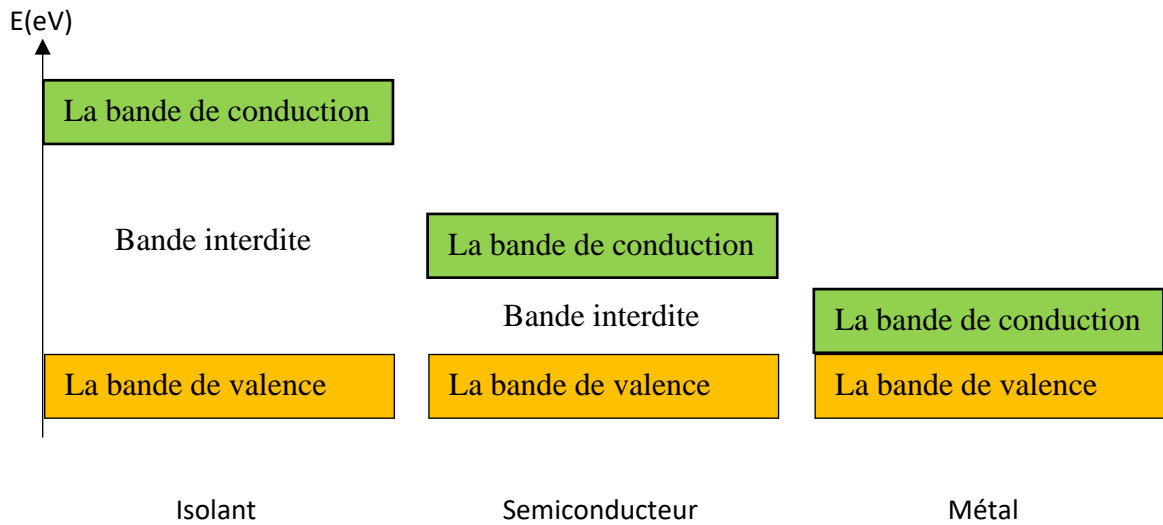 E(eV)
La bande de conduction
Bande interdite
La bande de valence
La bande de conduction
Bande interdite
La bande de valence
La bande de conduction
La bande de valence
Isolant
Semiconducteur
Métal